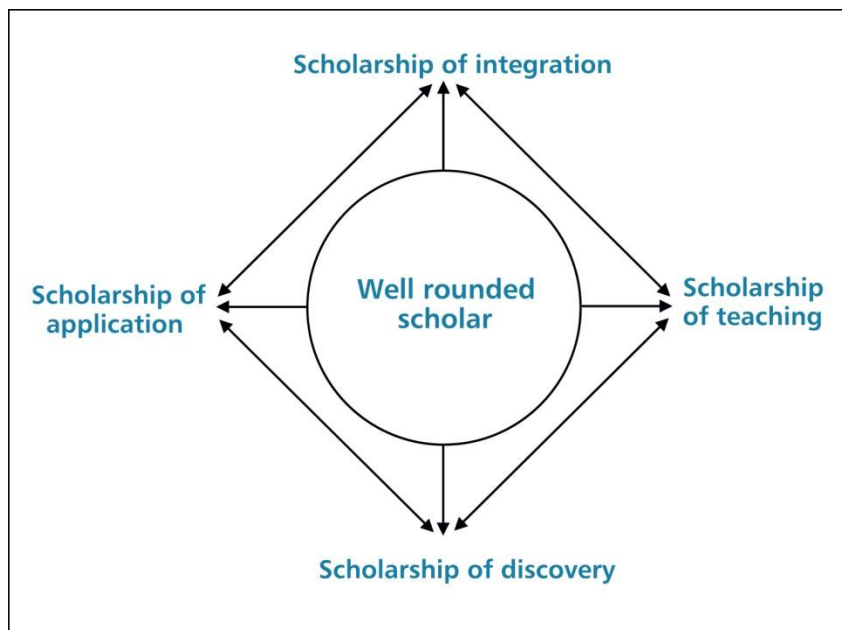 Scholarship of integration
Scholarship of
application
Well rounded
scholar
Scholarship
of teaching
Scholarship of discovery